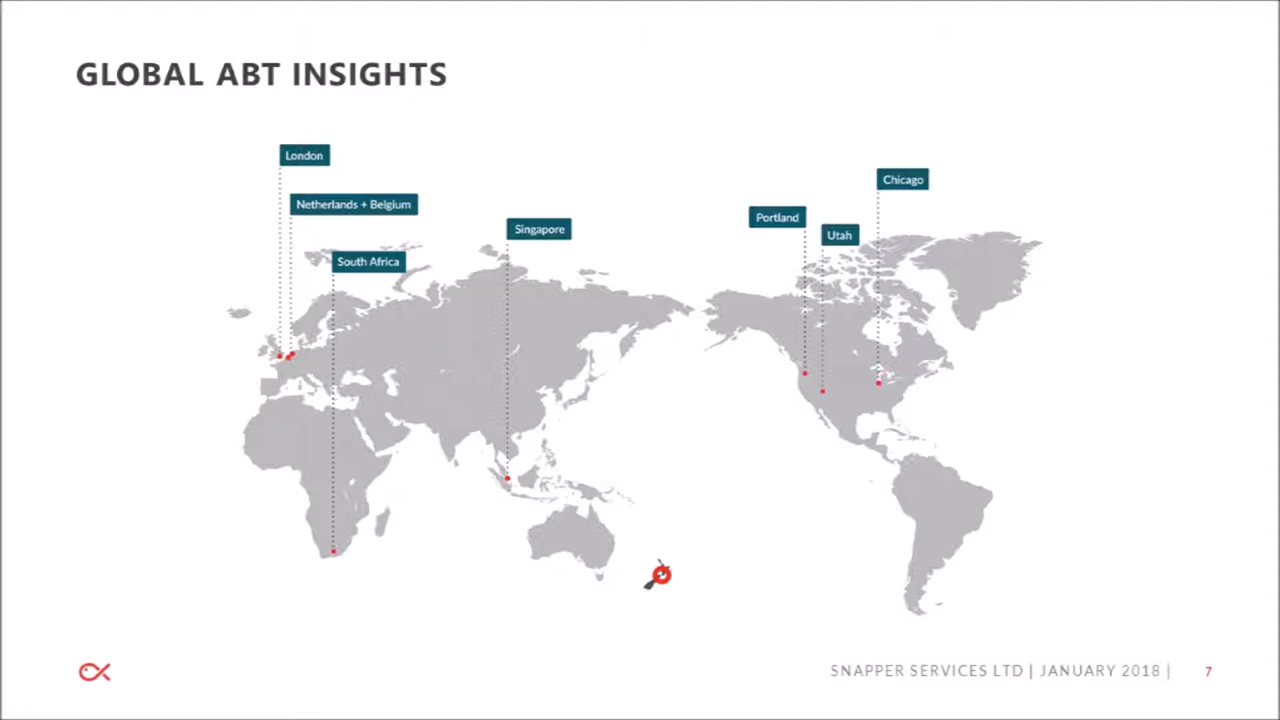 GLOBAL ABT INSIGHTS
London
Chicago
Netherlands + Belgium
Portland
Singapore
Utah
South Africa
SNAPPER SERVICES LTD | JANUARY 2018 | 7